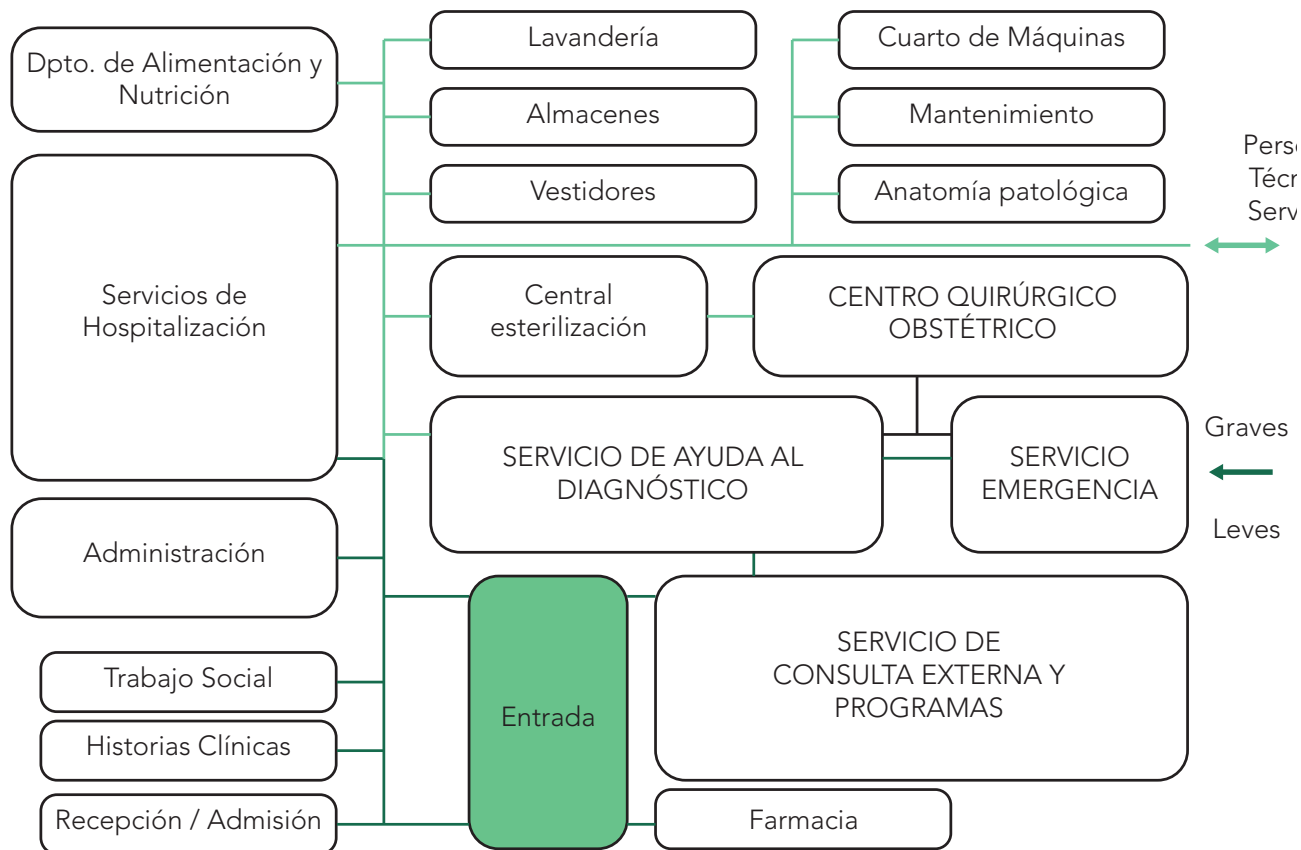 Dpto. de Alimentación y
Nutrición
Lavandería
Cuarto de Máquinas
Almacenes
Mantenimiento
Vestidores
Anatomía patológica
Servicios de
Hospitalización
Central
esterilización
CENTRO QUIRÚRGICO
OBSTÉTRICO
SERVICIO DE AYUDA AL
DIAGNÓSTICO
SERVICIO
EMERGENCIA
Graves
Leves
Administración
Trabajo Social
Historias Clínicas
Recepción / Admisión
Entrada
SERVICIO DE
CONSULTA EXTERNA Y
PROGRAMAS
Farmacia